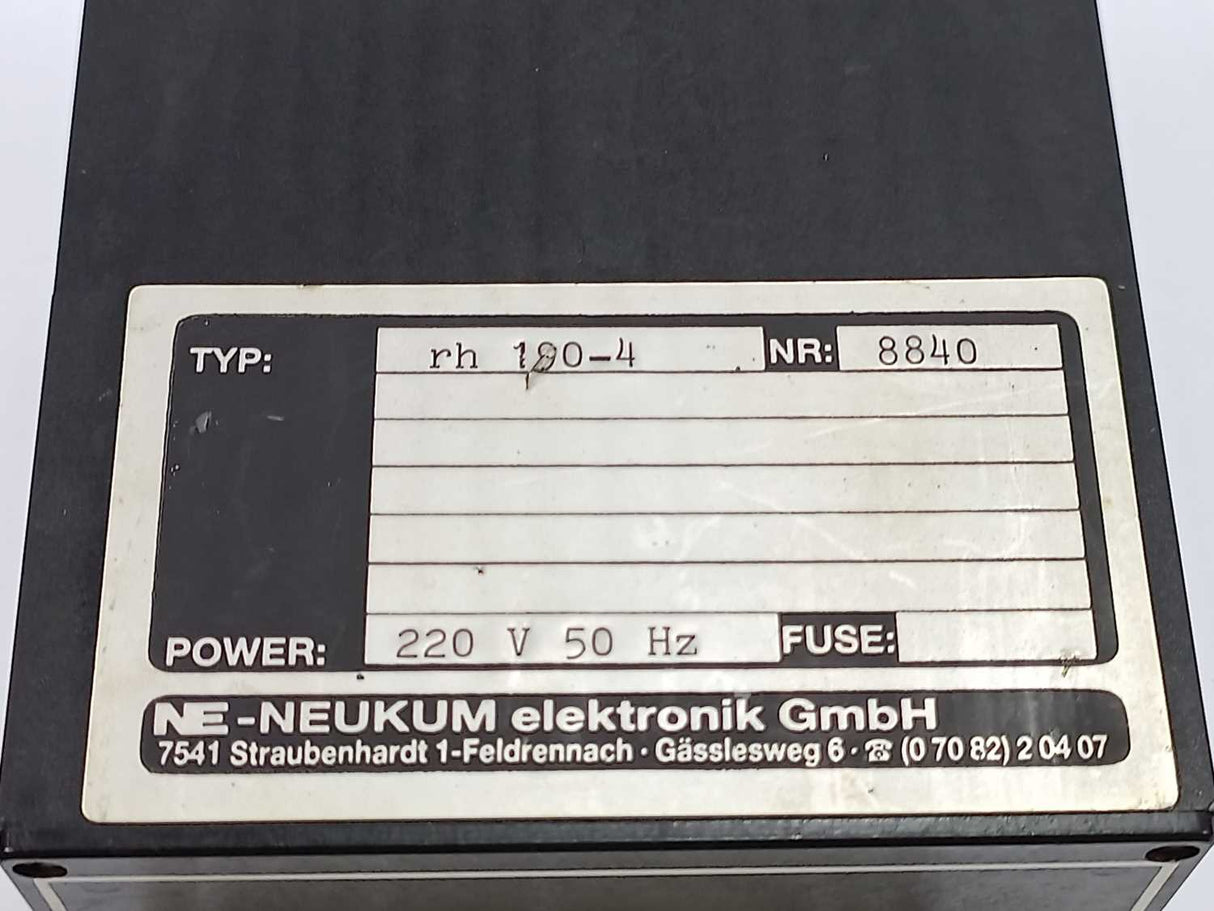 TYP: rh 100-4 NR: 8840
POWER: 220 V 50 Hz FUSE:
NE-NEUKUM elektronik GmbH
7541 Straubenhardt 1-Feldrennach · Gässlesweg 6 · ☎ (0 70 82) 2 04 07